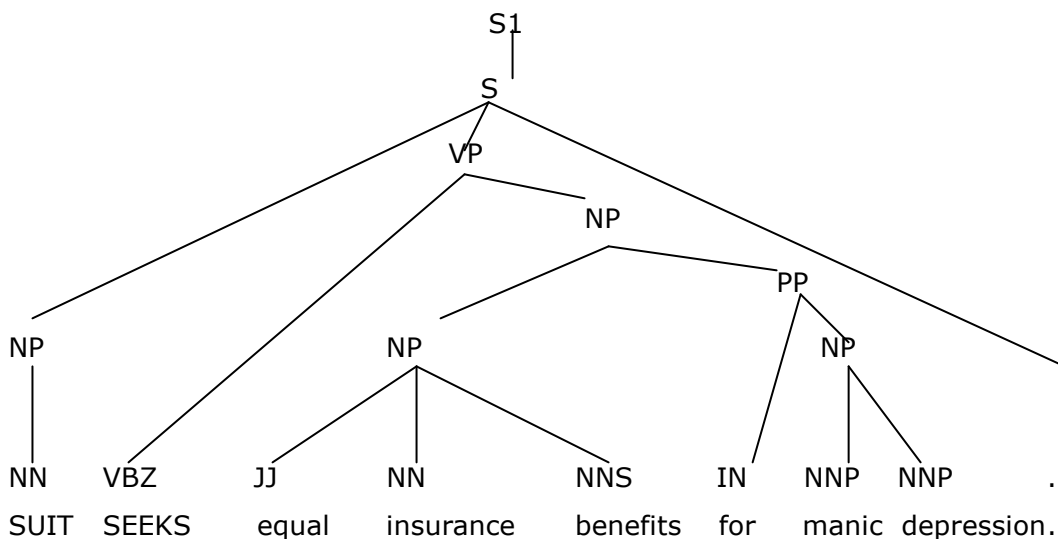 S1
S
VP
NP
PP
NP NP NP
NN VBZ JJ NN NNS IN NNP NNP .
SUIT SEEKS equal insurance benefits for manic depression.